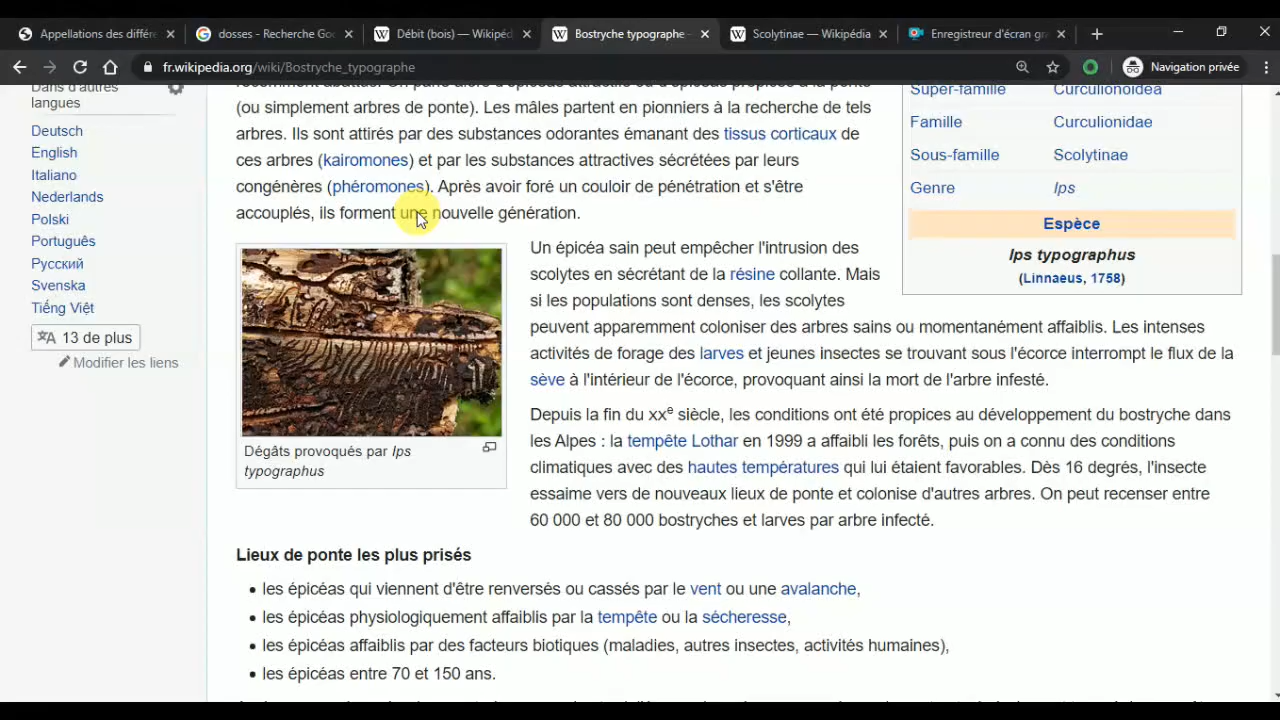 Appellations des différe
dosses - Recherche Goo
Débit (bois) — Wikipéd
Bostryche typographe –
Scolytinae — Wikipédia
Enregistreur d'écran gra
fr.wikipedia.org/wiki/Bostryche_typographe
Navigation privée
Dans d'autres
langues
Deutsch
English
Italiano
Nederlands
Polski
Português
Русский
Svenska
Tiếng Việt
13 de plus
Modifier les liens
(ou simplement arbres de ponte). Les mâles partent en pionniers à la recherche de tels
arbres. Ils sont attirés par des substances odorantes émanant des tissus corticaux de
ces arbres (kairomones) et par les substances attractives sécrétées par leurs
congénères (phéromones). Après avoir foré un couloir de pénétration et s'être
accouplés, ils forment une nouvelle génération.
Super-famille Curculionoidea
Famille Curculionidae
Sous-famille Scolytinae
Genre Ips
Espèce
Ips typographus
(Linnaeus, 1758)
Dégâts provoqués par Ips
typographus
Un épicéa sain peut empêcher l'intrusion des
scolytes en sécrétant de la résine collante. Mais
si les populations sont denses, les scolytes
peuvent apparemment coloniser des arbres sains ou momentanément affaiblis. Les intenses
activités de forage des larves et jeunes insectes se trouvant sous l'écorce interrompt le flux de la
sève à l'intérieur de l'écorce, provoquant ainsi la mort de l'arbre infesté.
Depuis la fin du xxe siècle, les conditions ont été propices au développement du bostryche dans
les Alpes : la tempête Lothar en 1999 a affaibli les forêts, puis on a connu des conditions
climatiques avec des hautes températures qui lui étaient favorables. Dès 16 degrés, l'insecte
essaime vers de nouveaux lieux de ponte et colonise d'autres arbres. On peut recenser entre
60 000 et 80 000 bostryches et larves par arbre infecté.
Lieux de ponte les plus prisés
• les épicéas qui viennent d'être renversés ou cassés par le vent ou une avalanche,
• les épicéas physiologiquement affaiblis par la tempête ou la sécheresse,
• les épicéas affaiblis par des facteurs biotiques (maladies, autres insectes, activités humaines),
• les épicéas entre 70 et 150 ans.